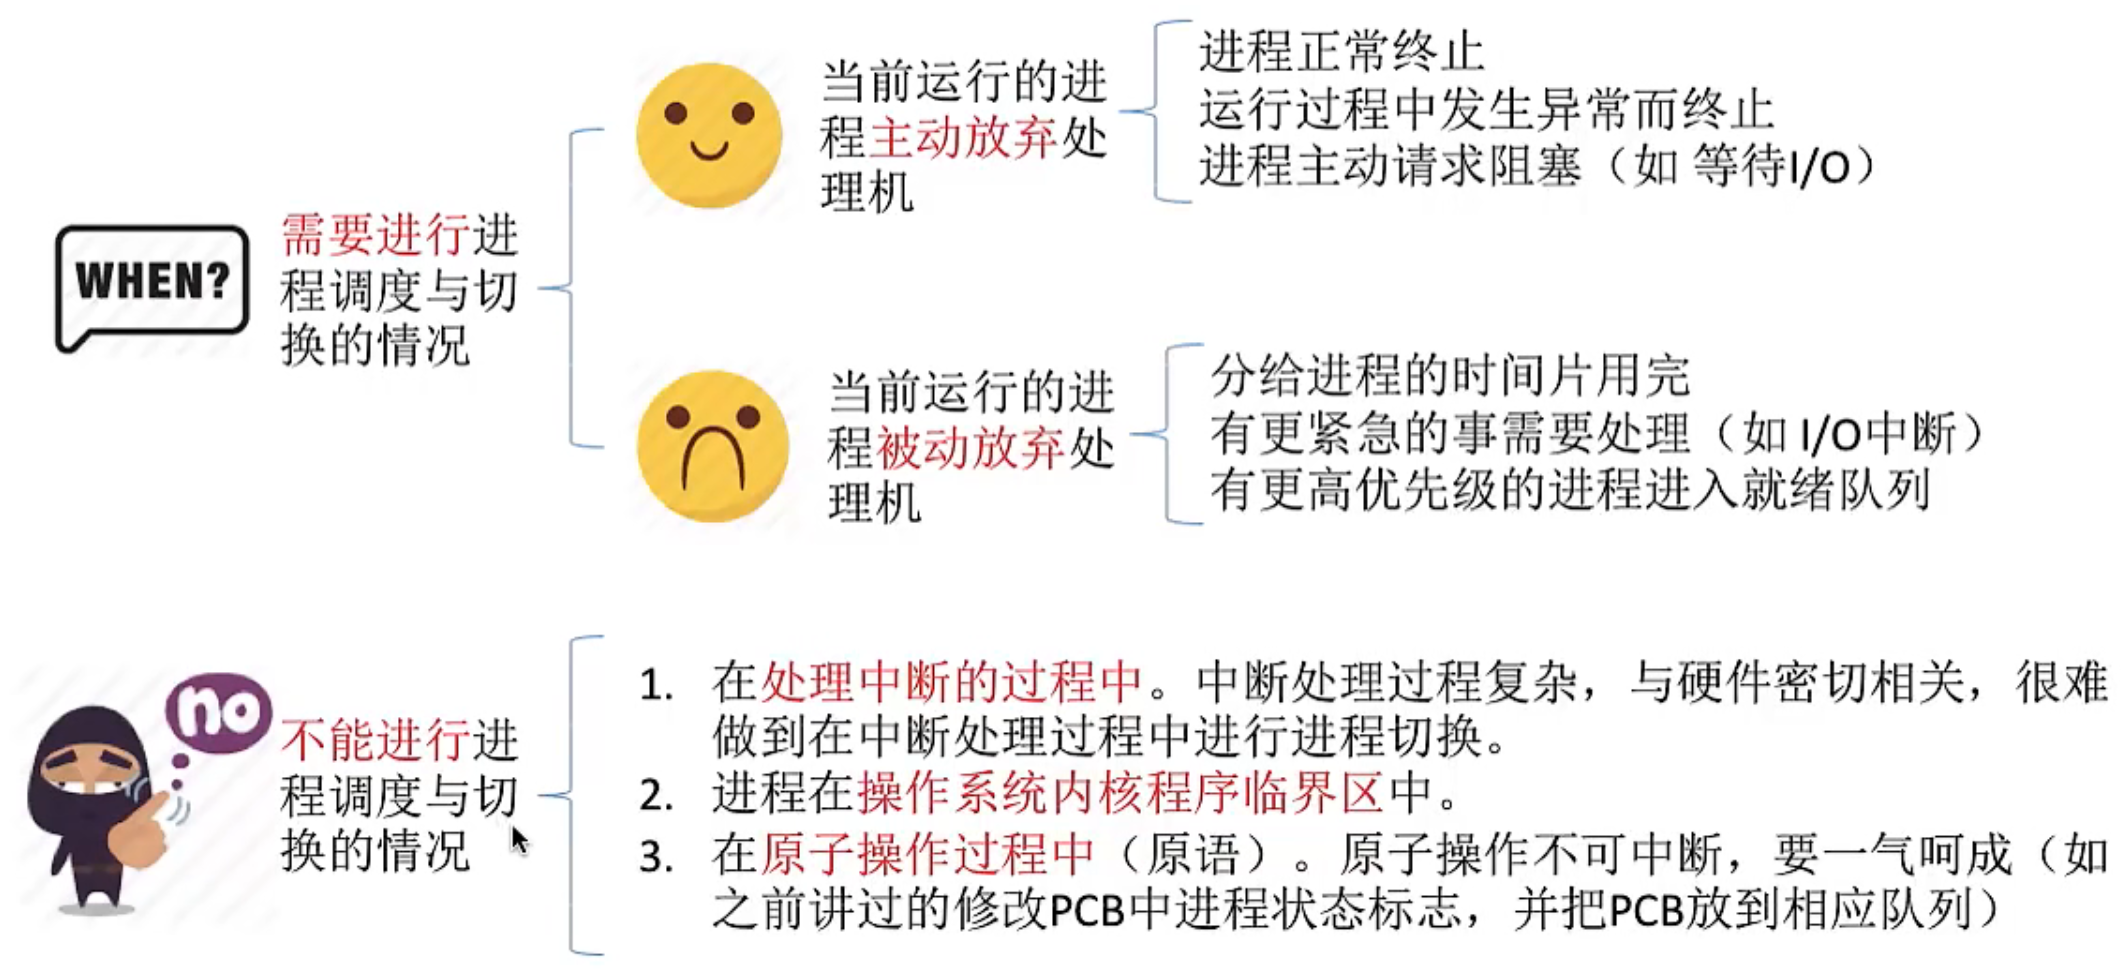 WHEN?
需要进行进
程调度与切
换的情况
当前运行的进
程主动放弃处
理机
进程正常终止
运行过程中发生异常而终止
进程主动请求阻塞（如 等待I/O）
当前运行的进
程被动放弃处
理机
分给进程的时间片用完
有更紧急的事需要处理（如 I/O中断）
有更高优先级的进程进入就绪队列
no
不能进行进
程调度与切
换的情况
1. 在处理中断的过程中。中断处理过程复杂，与硬件密切相关，很难
做到在中断处理过程中进行进程切换。
2. 进程在操作系统内核程序临界区中。
3. 在原子操作过程中（原语）。原子操作不可中断，要一气呵成（如
之前讲过的修改PCB中进程状态标志，并把PCB放到相应队列）